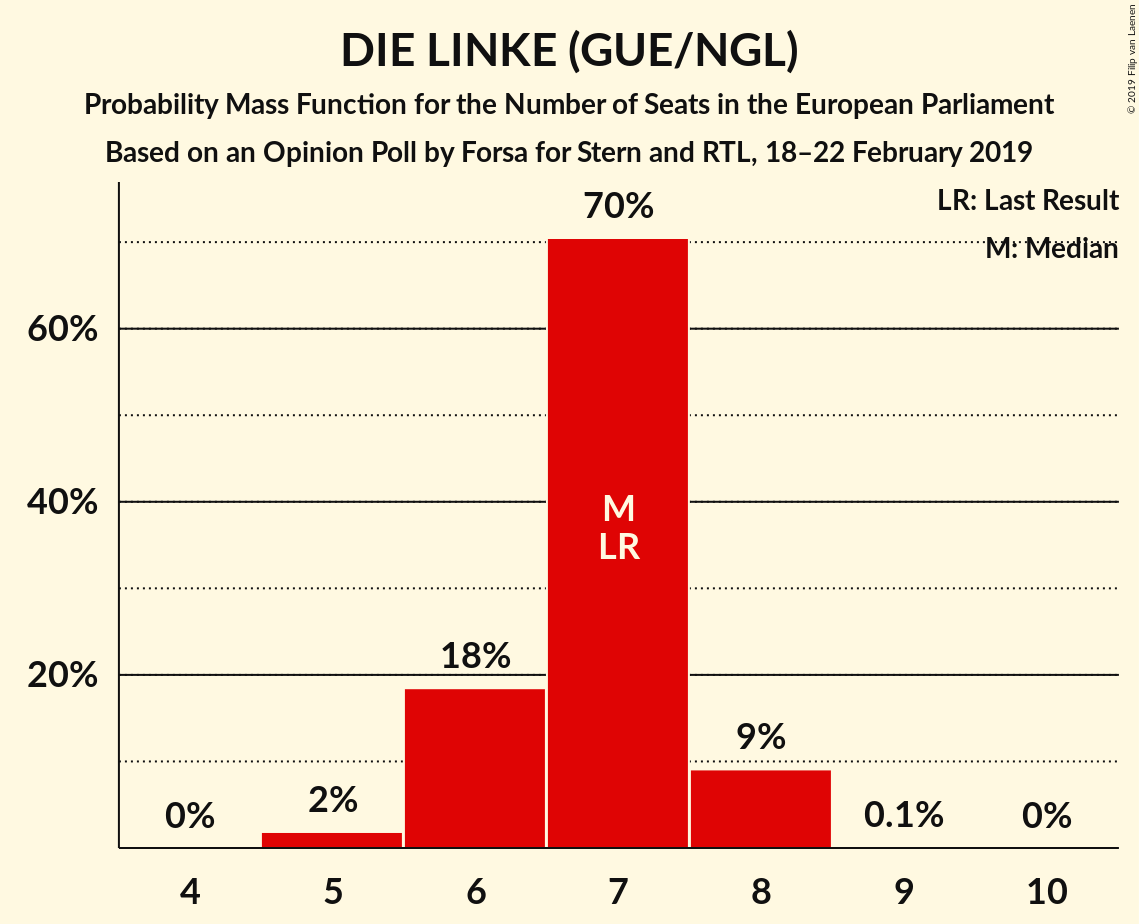 DIE LINKE (GUE/NGL)
Probability Mass Function for the Number of Seats in the European Parliament
Based on an Opinion Poll by Forsa for Stern and RTL, 18–22 February 2019
© 2019 Filip van Laenen
LR: Last Result
M: Median
60%
40%
20%
0%
2%
18%
70%
9%
0.1%
0%
M
LR
4 5 6 7 8 9 10